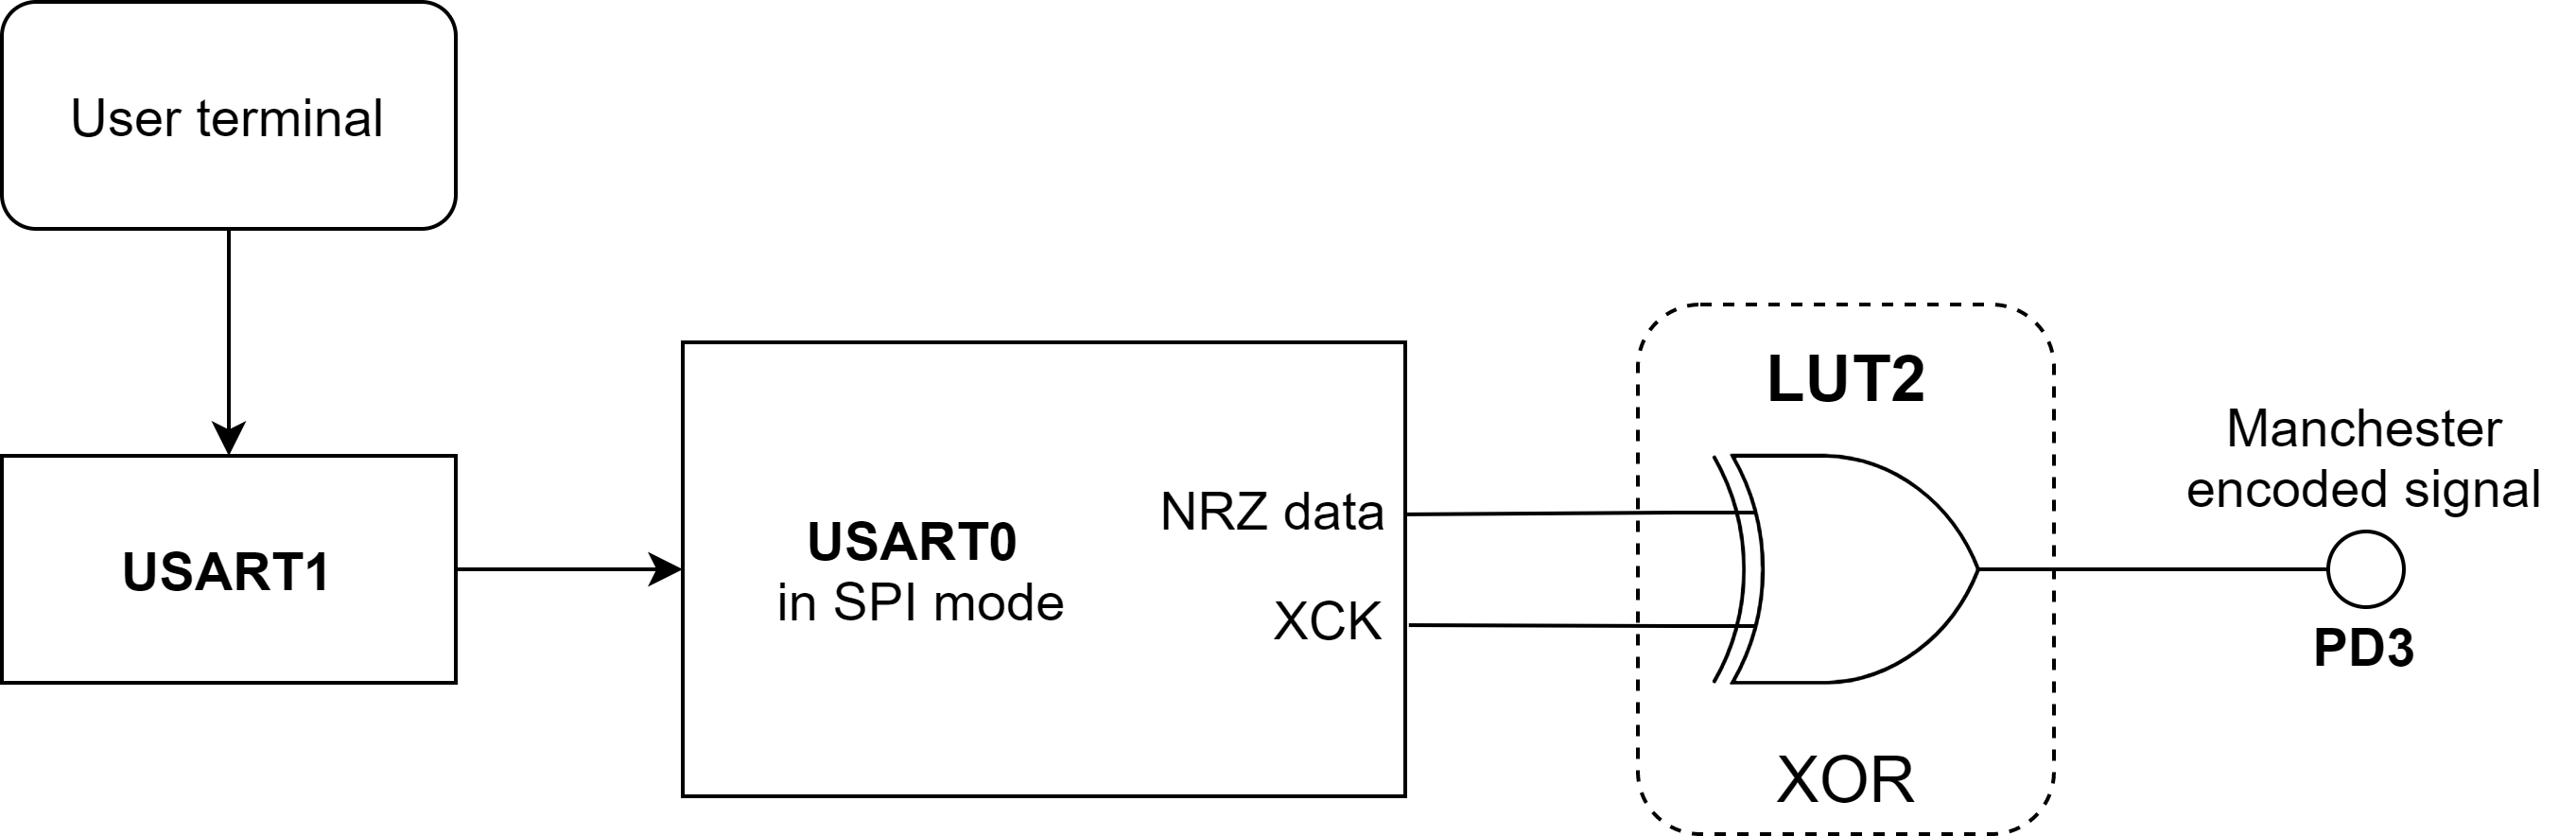 User terminal
USART1
USART0
in SPI mode
NRZ data
XCK
LUT2
XOR
Manchester
encoded signal
PD3